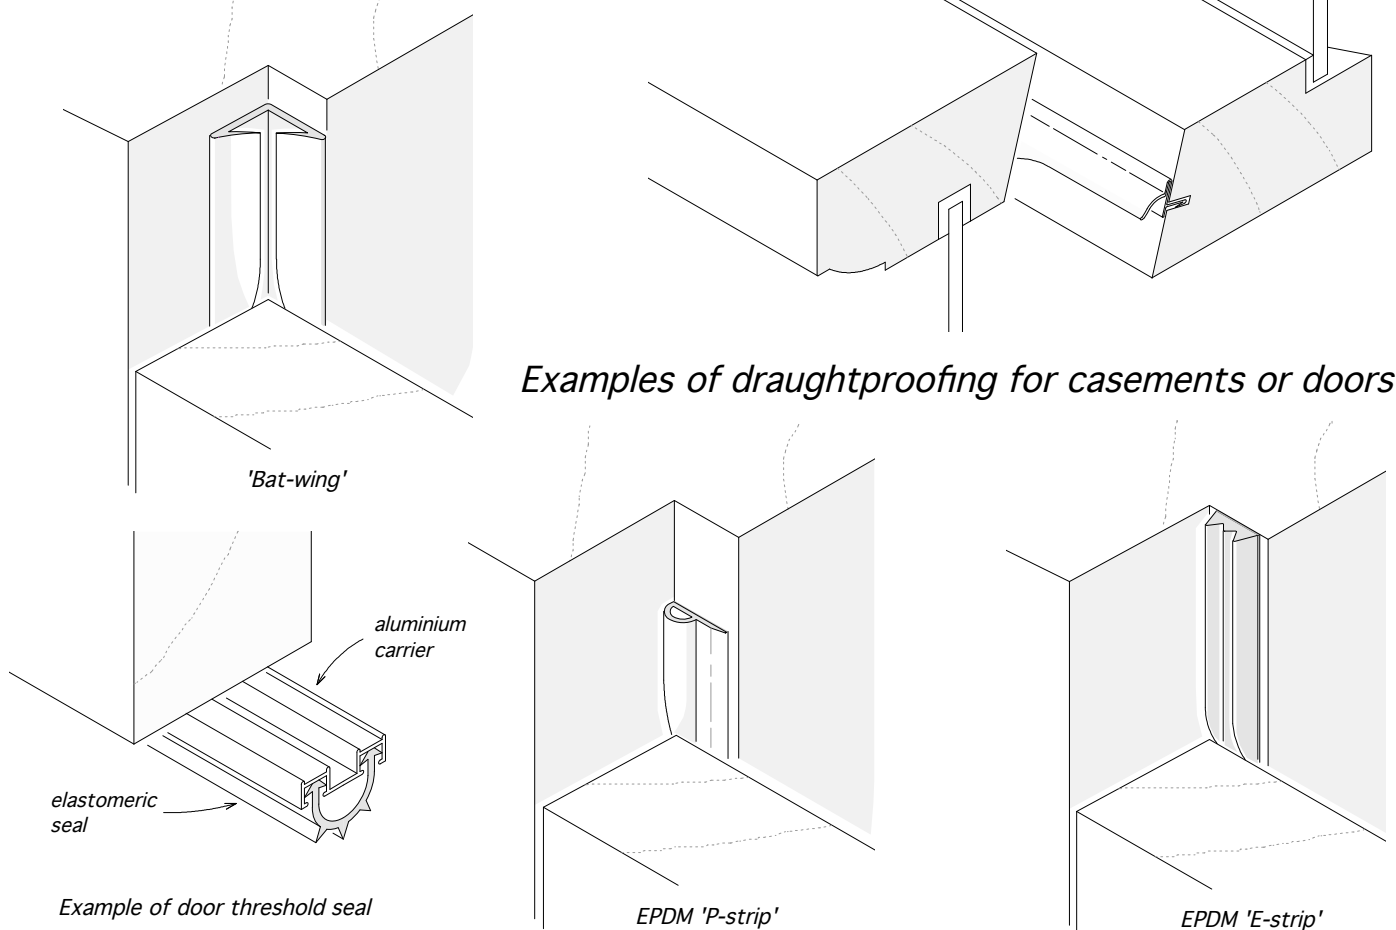 Examples of draughtproofing for casements or doors
'Bat-wing'
aluminium
carrier
elastomeric
seal
Example of door threshold seal
EPDM 'P-strip'
EPDM 'E-strip'